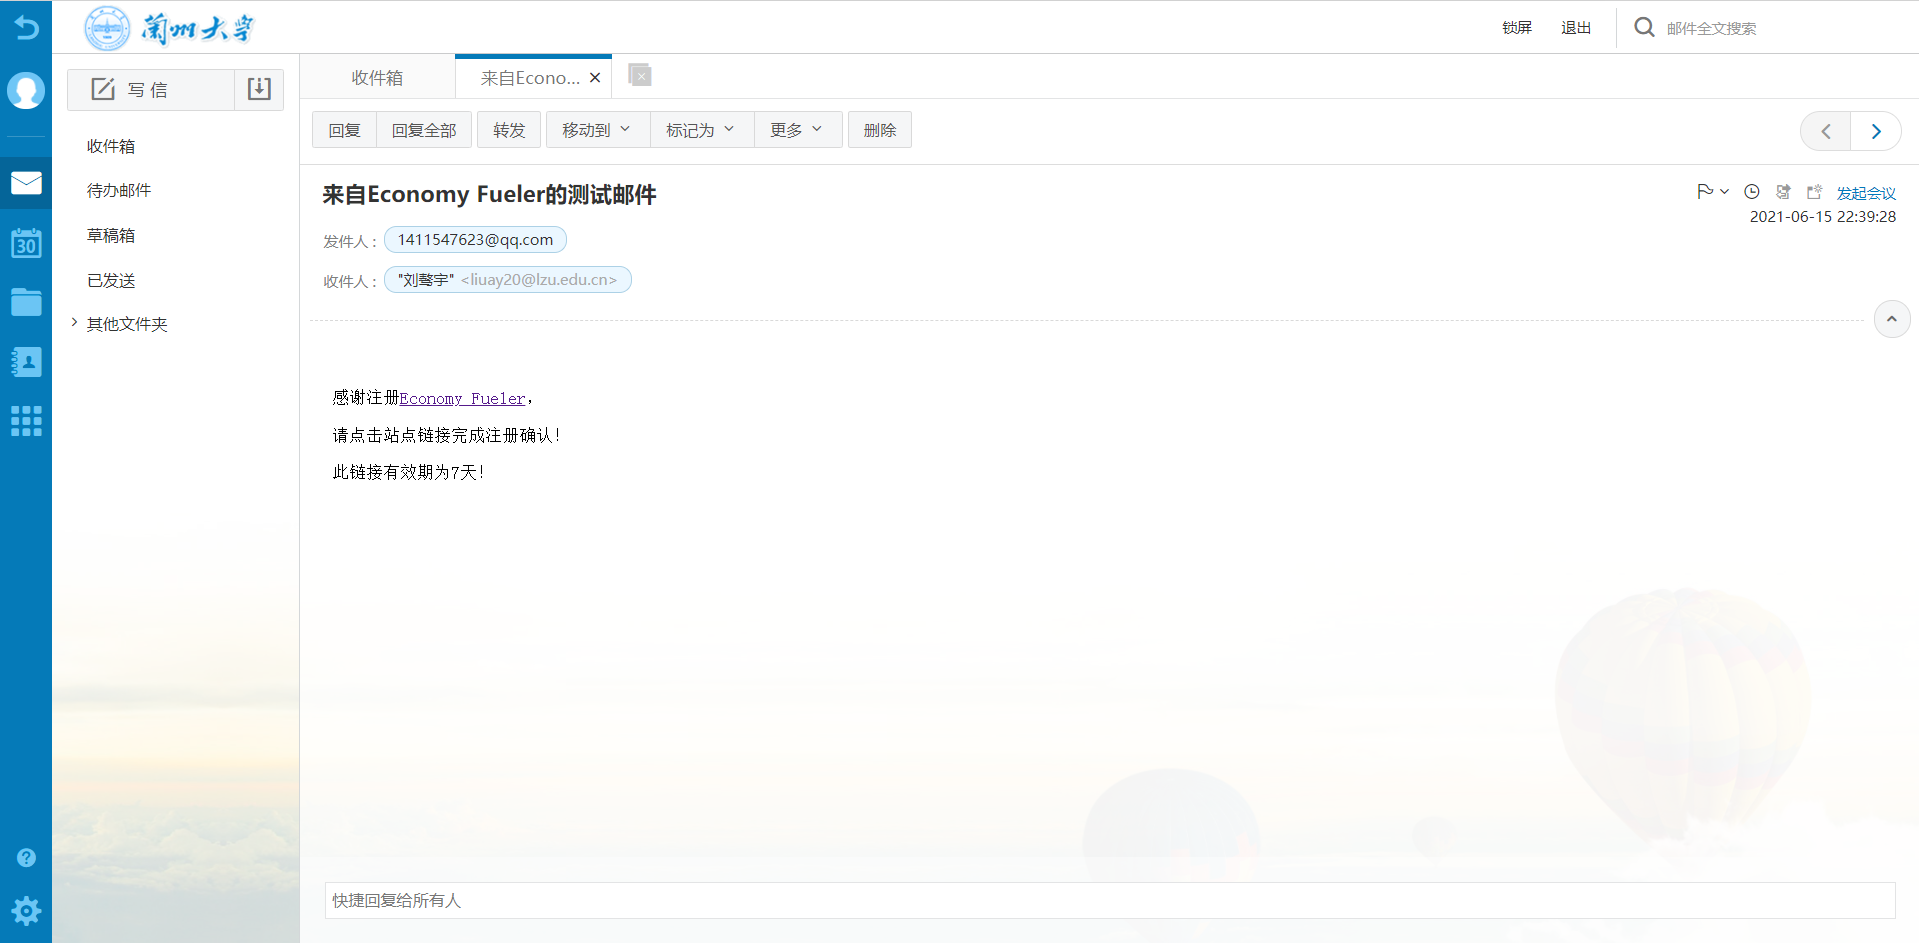 兰州大学
锁屏 退出 邮件全文搜索
写 信
收件箱 来自Econo...
30
收件箱
待办邮件
草稿箱
已发送
其他文件夹
回复 回复全部 转发 移动到 标记为 更多 删除
来自Economy Fueler的测试邮件
发起会议
2021-06-15 22:39:28
发件人： 1411547623@qq.com
收件人： "刘骜宇" <liuay20@lzu.edu.cn>
感谢注册Economy Fueler，
请点击站点链接完成注册确认！
此链接有效期为7天！
快捷回复给所有人